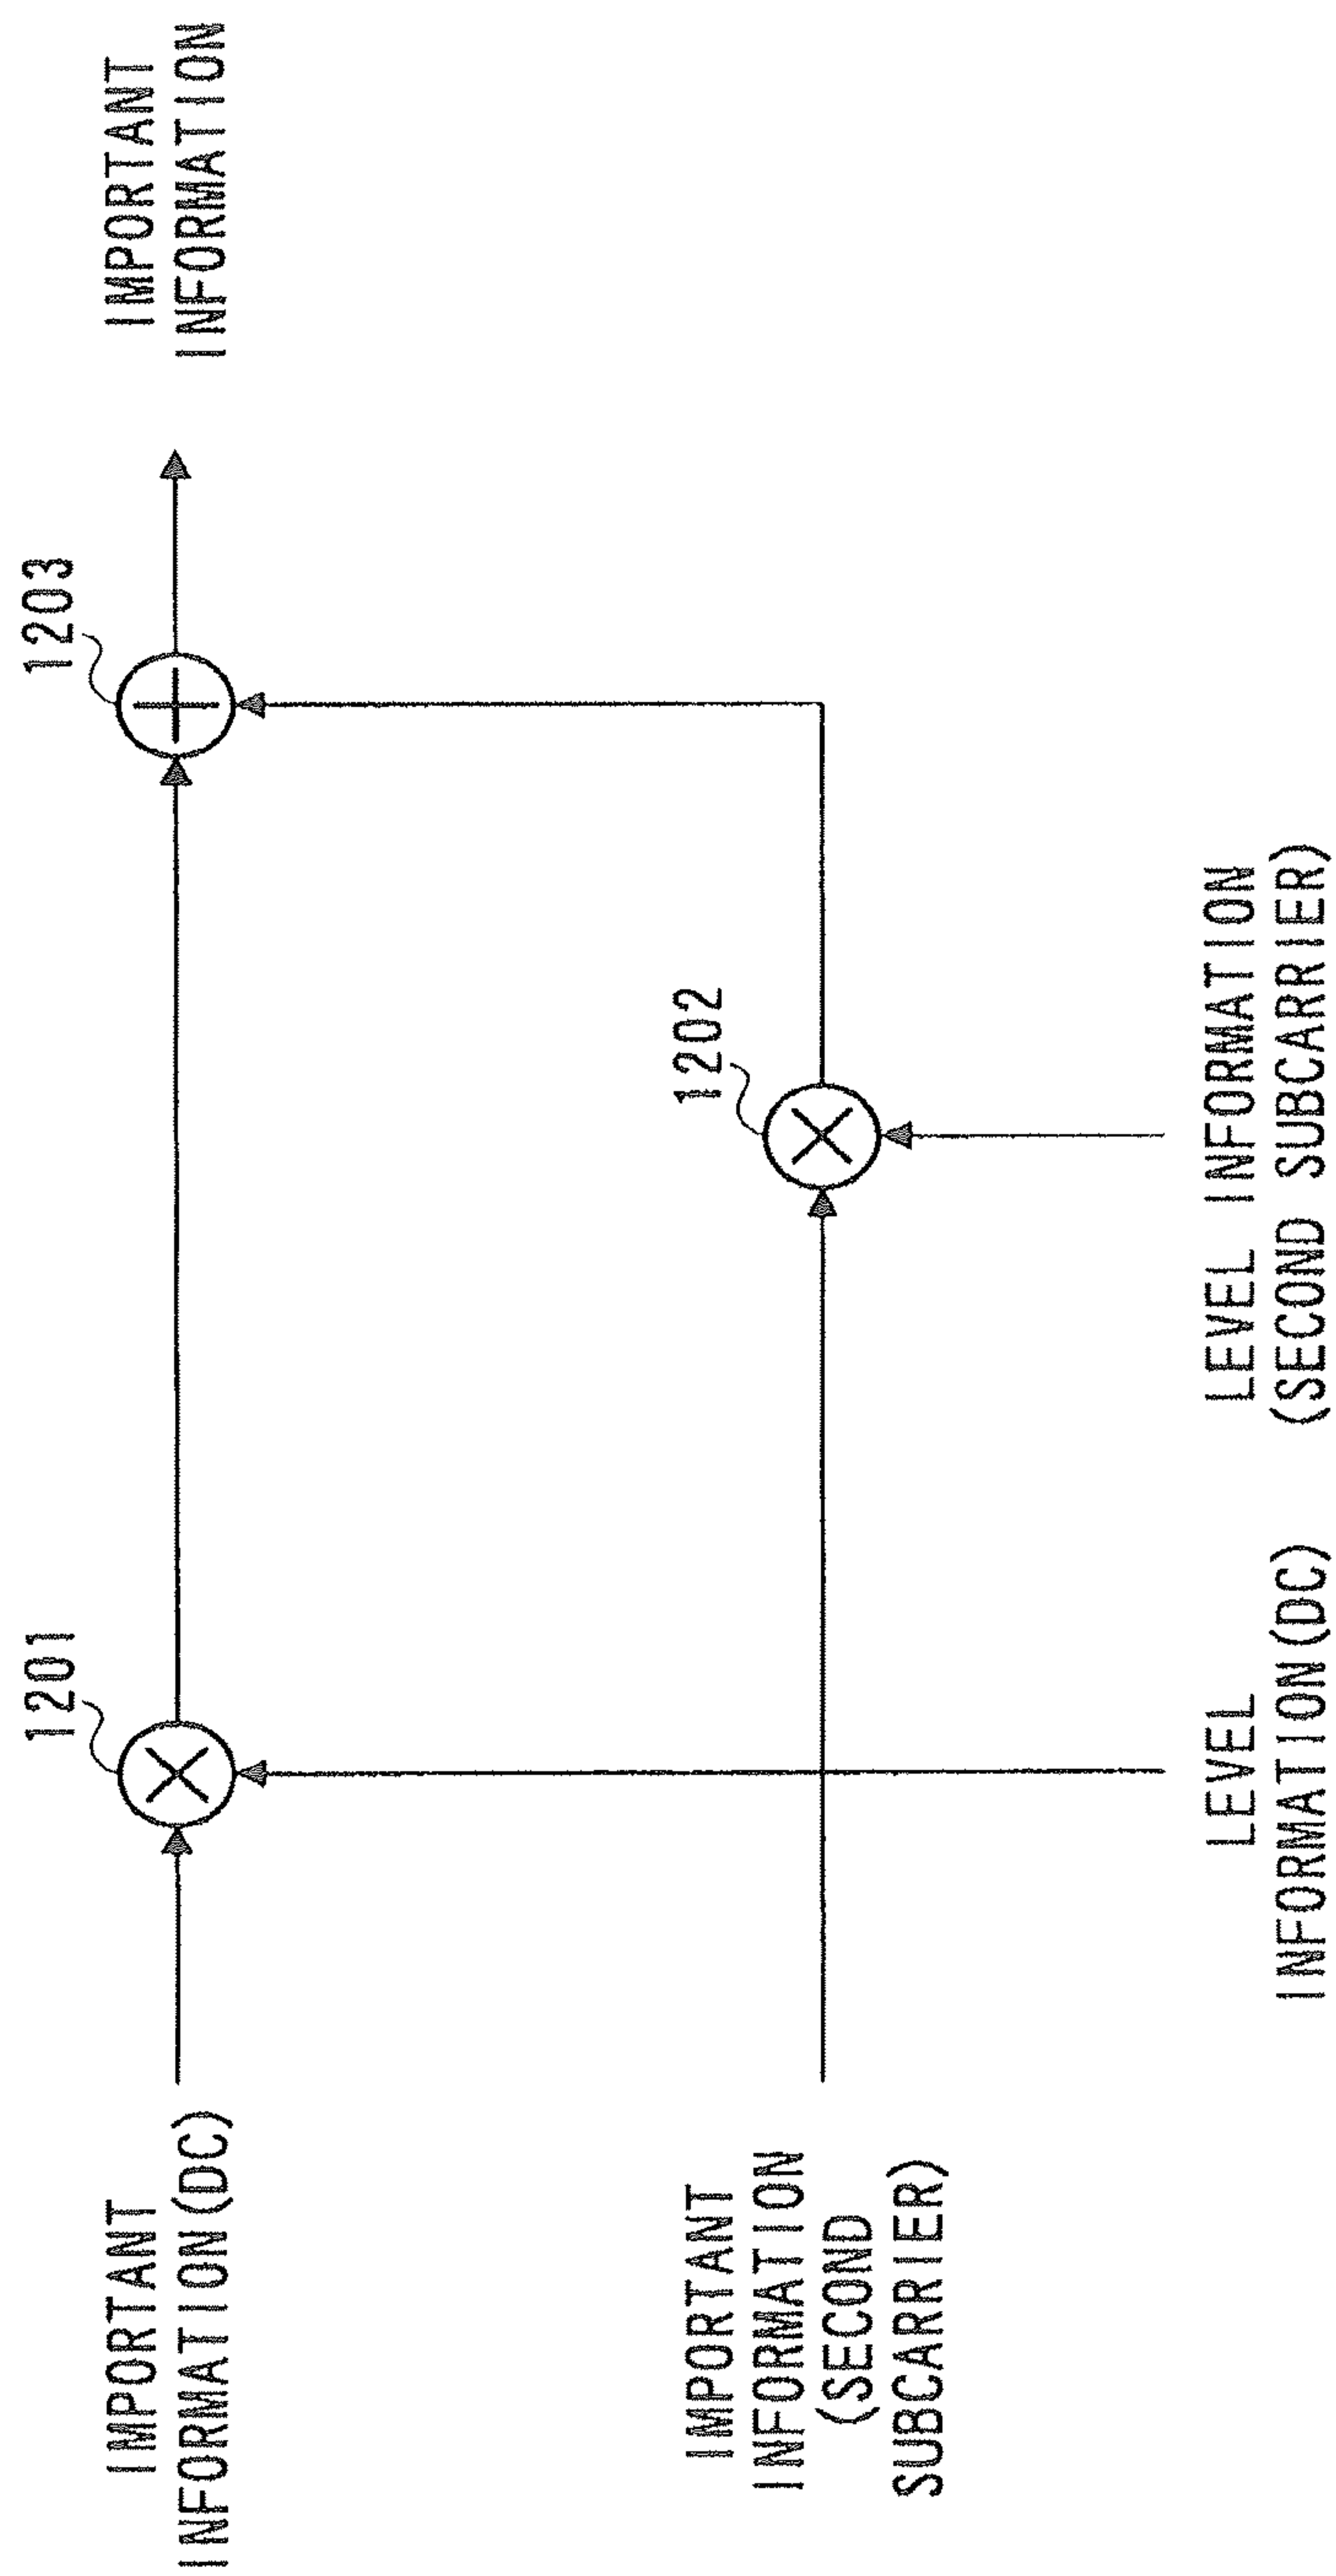 1201
1203
IMPORTANT
INFORMATION(DC)
IMPORTANT
INFORMATION
1202
IMPORTANT
INFORMATION
(SECOND
SUBCARRIER)
LEVEL
INFORMATION(DC)
LEVEL INFORMATION
(SECOND SUBCARRIER)